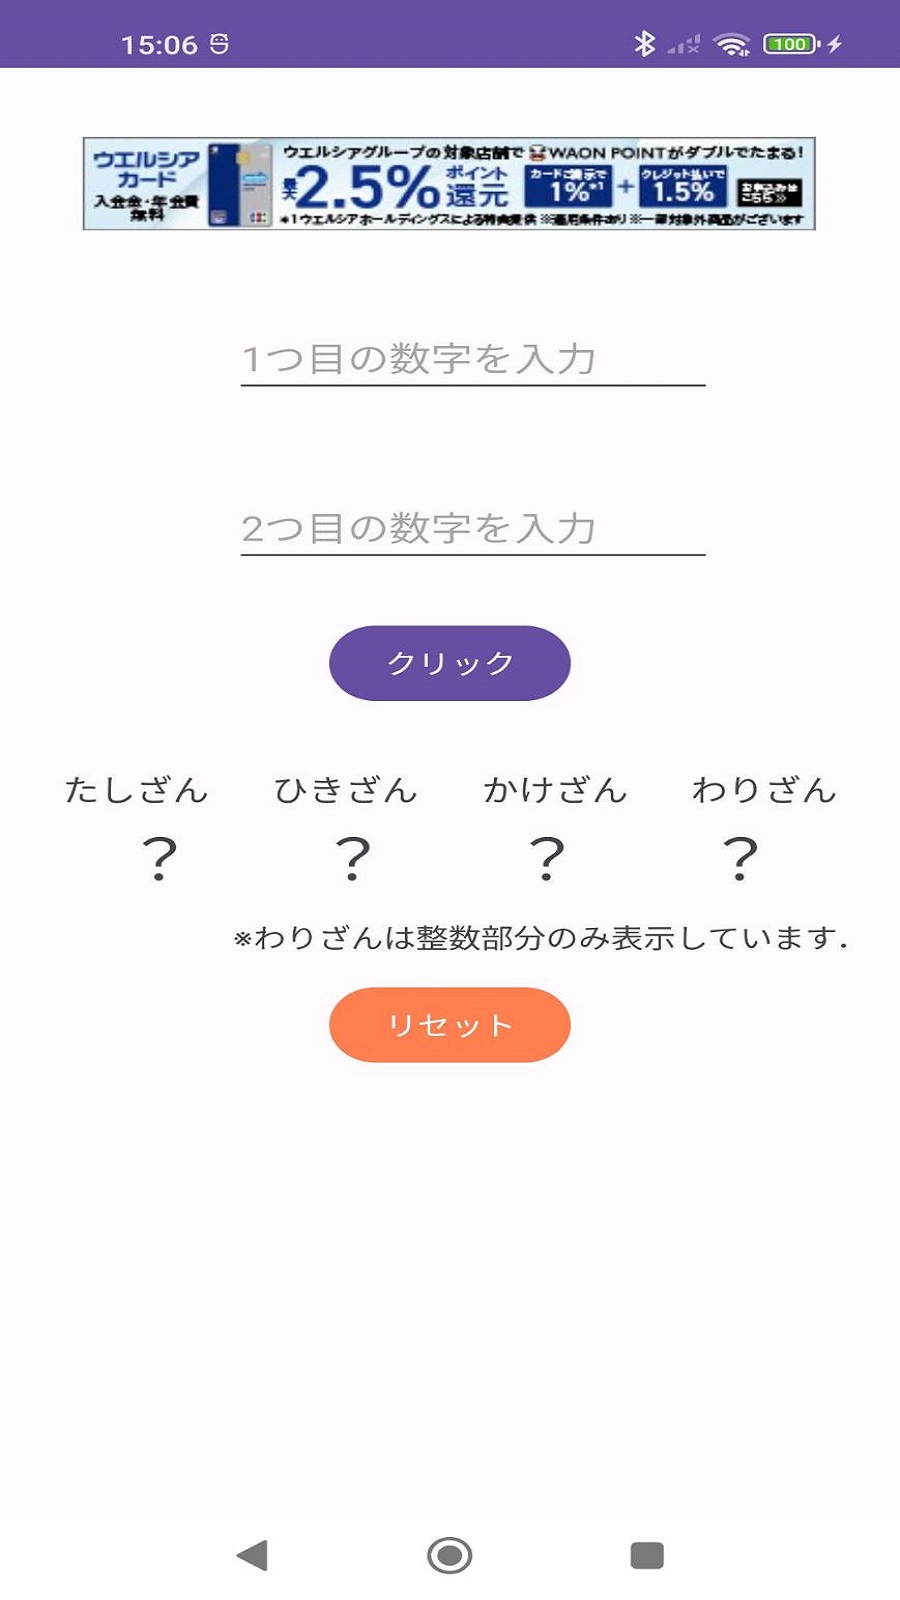 15:06
100
ウエルシア
カード
入会金・年会費
無料
ウエルシアグループの対象店舗でWAON POINTがダブルでたまる!
最大2.5%ポイント還元
カードご提示で
1%*1
+
クレジット払いで
1.5%
お申込みは
こちら≫
*1ウエルシアホールディングスによる特典提供 ※適用条件あり ※一部対象外商品がございます
1つ目の数字を入力
2つ目の数字を入力
クリック
たしざん ひきざん かけざん わりざん
? ? ? ?
※わりざんは整数部分のみ表示しています.
リセット